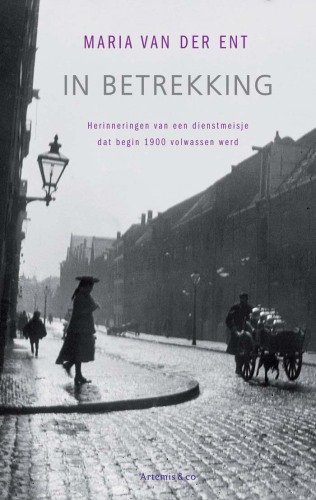 MARIA VAN DER ENT
IN BETREKKING
Herinneringen van een dienstmeisje
dat begin 1900 volwassen werd
Artemis & co